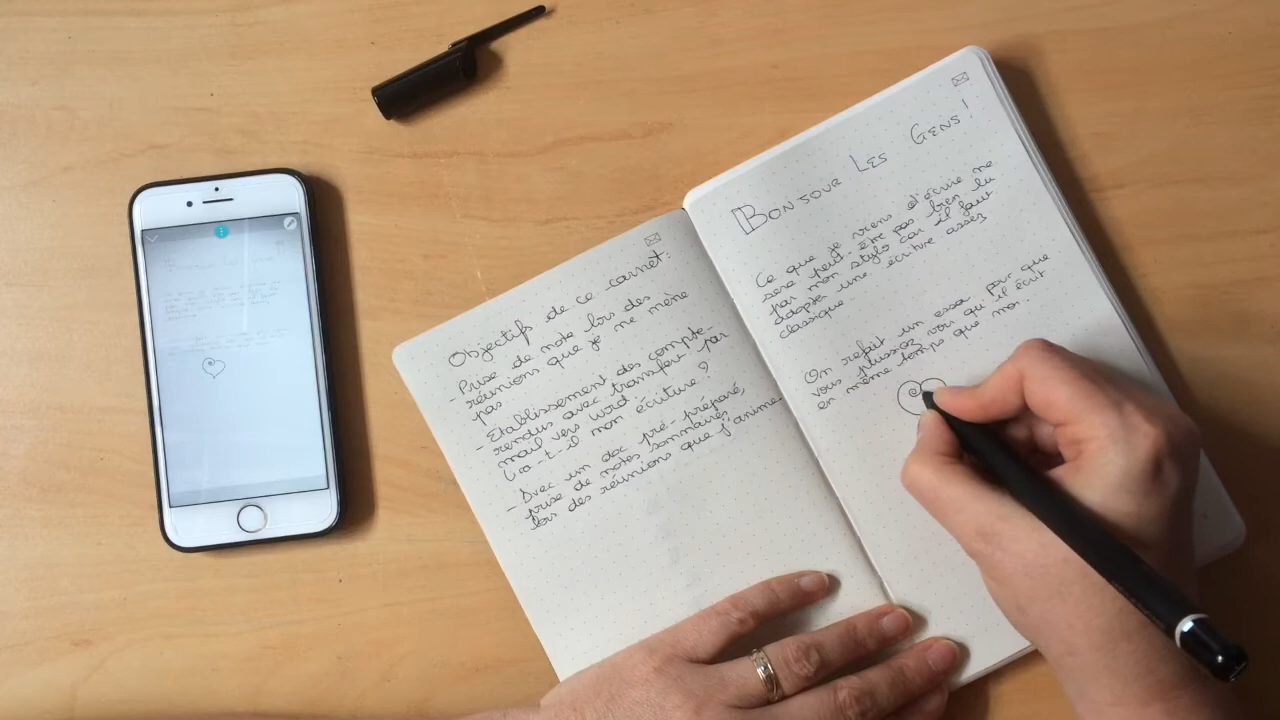 Objectifs de ce carnet:
- Prise de note lors des
réunions que je ne mène
pas
- Etablissement des compte-
rendus avec transfert par
mail vers word
Lira-t-il mon écriture ?
- Avec un doc pré-préparé,
prise de notes sommaire,
lors des réunions que j'anime
BONJOUR LES GENS!
Ce que je viens d'écrire ne
sera peut-être pas bien lu
par mon stylo car il faut
adopter une écriture assez
classique.
On refait un essai pour que
vous puissiez voir qu'il écrit
en même temps que moi.